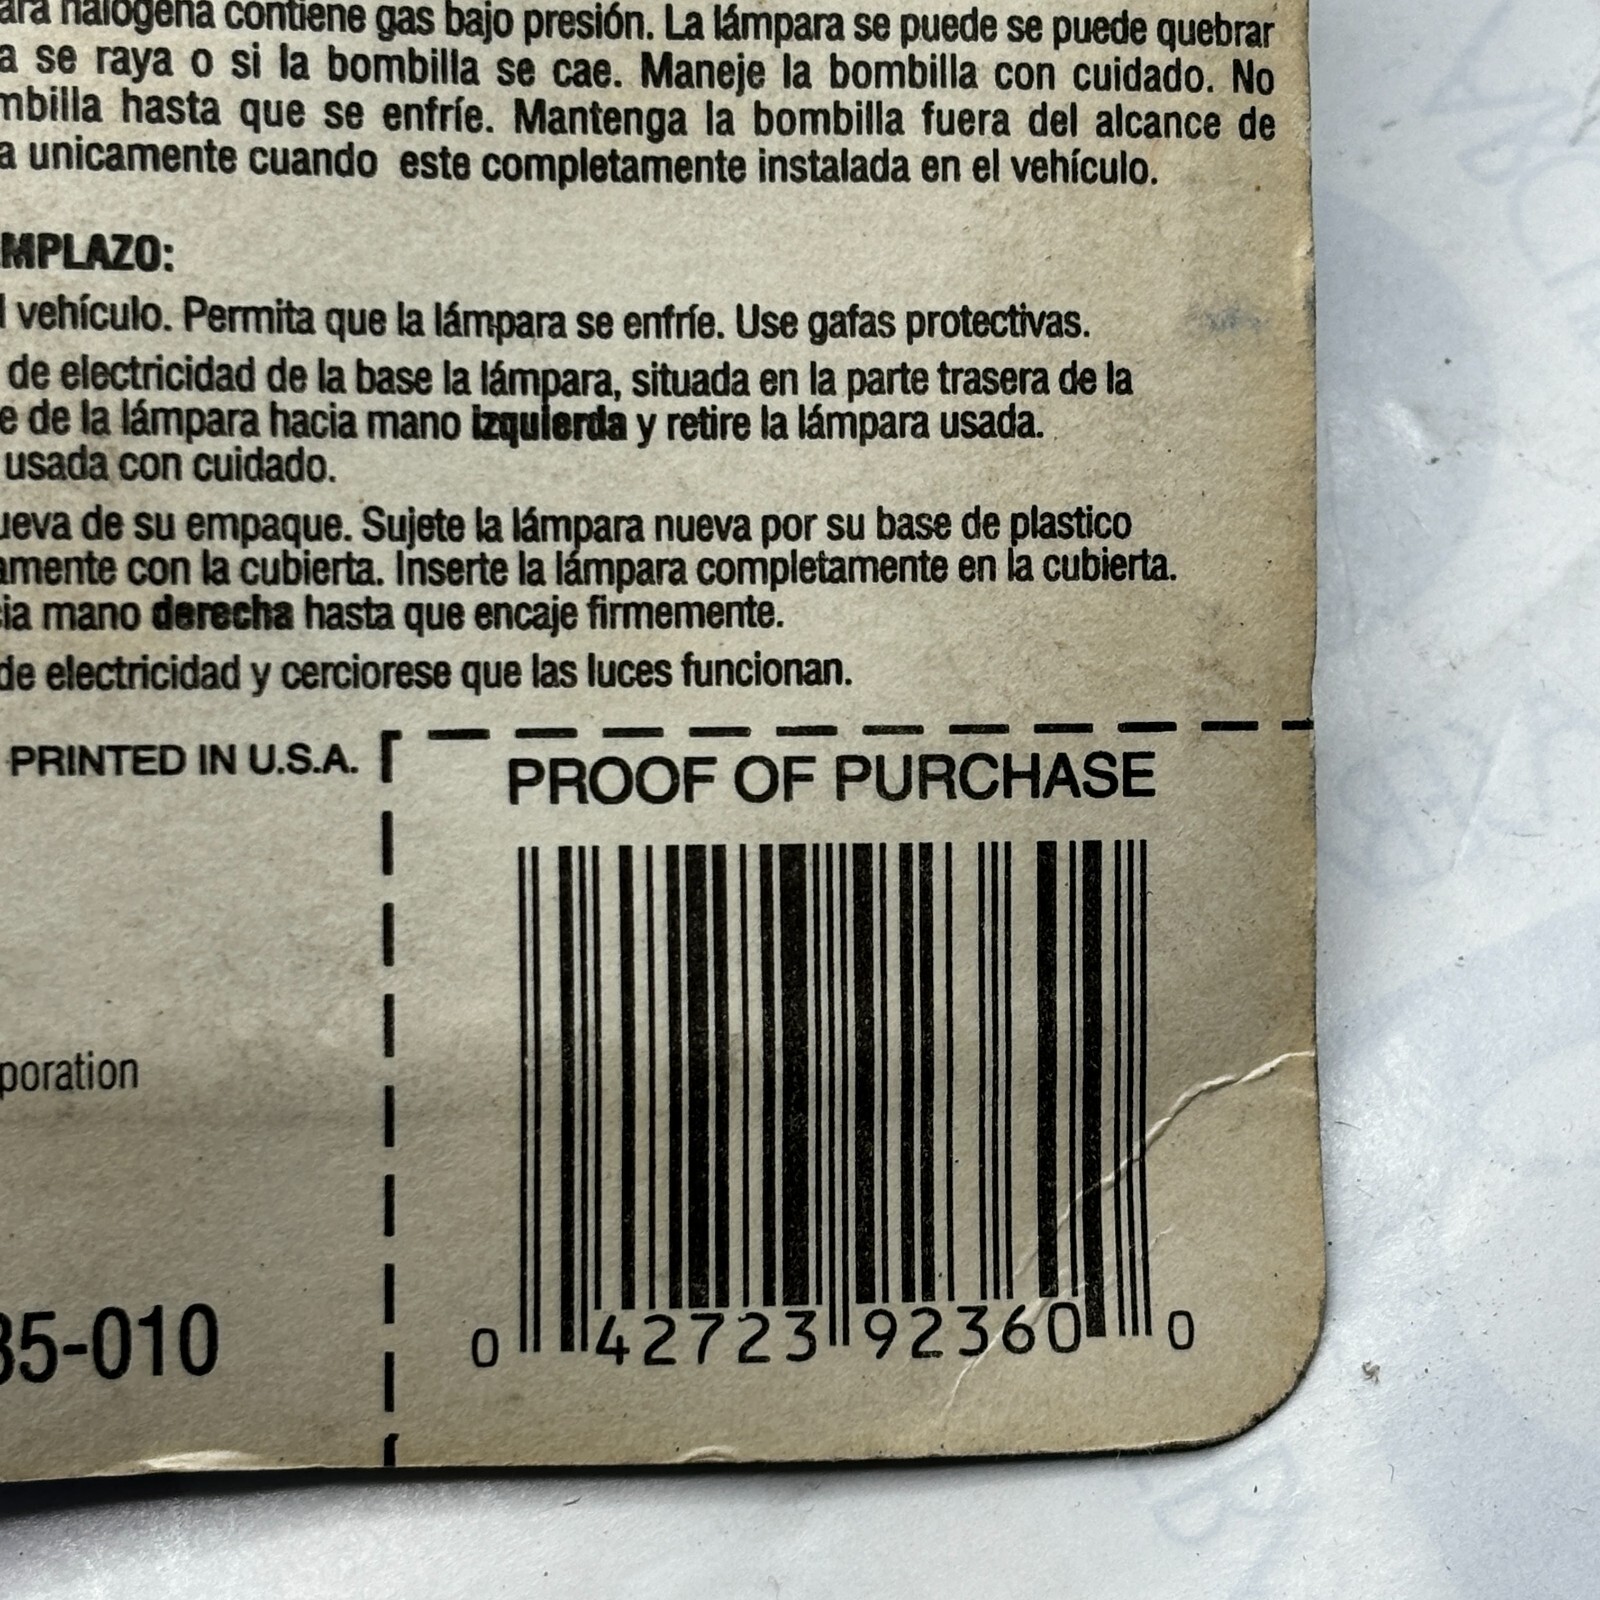 halogena contiene gas bajo presión. La lámpara se puede se puede quebrar
a se raya o si la bombilla se cae. Maneje la bombilla con cuidado. No
mbilla hasta que se enfríe. Mantenga la bombilla fuera del alcance de
a unicamente cuando este completamente instalada en el vehículo.
MPLAZO:
l vehículo. Permita que la lámpara se enfríe. Use gafas protectivas.
de electricidad de la base la lámpara, situada en la parte trasera de la
e de la lámpara hacia mano izquierda y retire la lámpara usada.
usada con cuidado.
ueva de su empaque. Sujete la lámpara nueva por su base de plastico
amente con la cubierta. Inserte la lámpara completamente en la cubierta.
cia mano derecha hasta que encaje firmemente.
de electricidad y cerciorese que las luces funcionan.
PRINTED IN U.S.A.
PROOF OF PURCHASE
poration
35-010
0 42723 92360 0